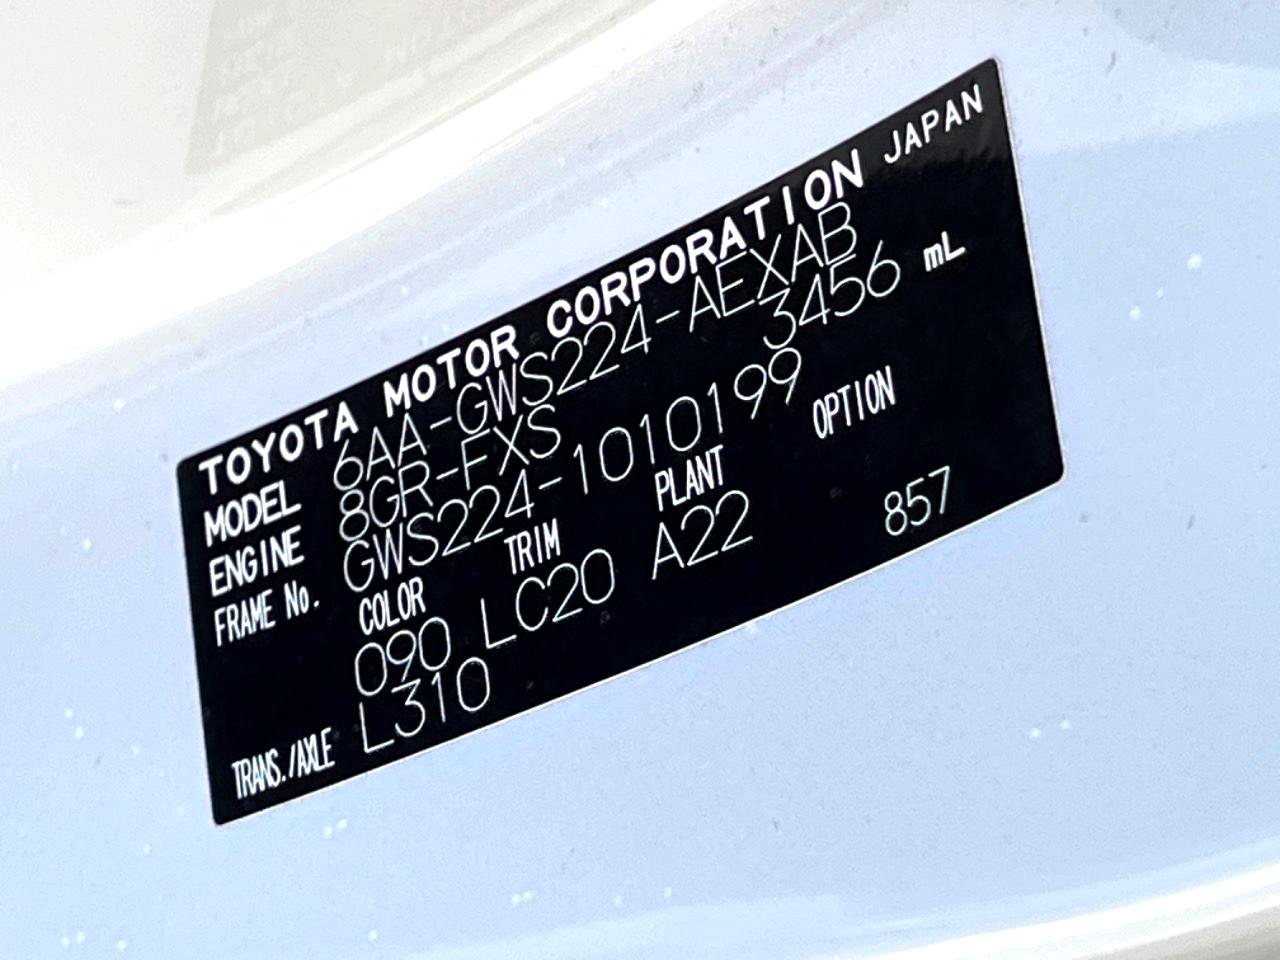 TOYOTA MOTOR CORPORATION JAPAN
MODEL 6AA-GWS224-AEXAB
ENGINE 8GR-FXS 3456 mL
FRAME No. GWS224-1010199
COLOR TRIM PLANT OPTION
090 LC20 A22 857
TRANS./AXLE L310